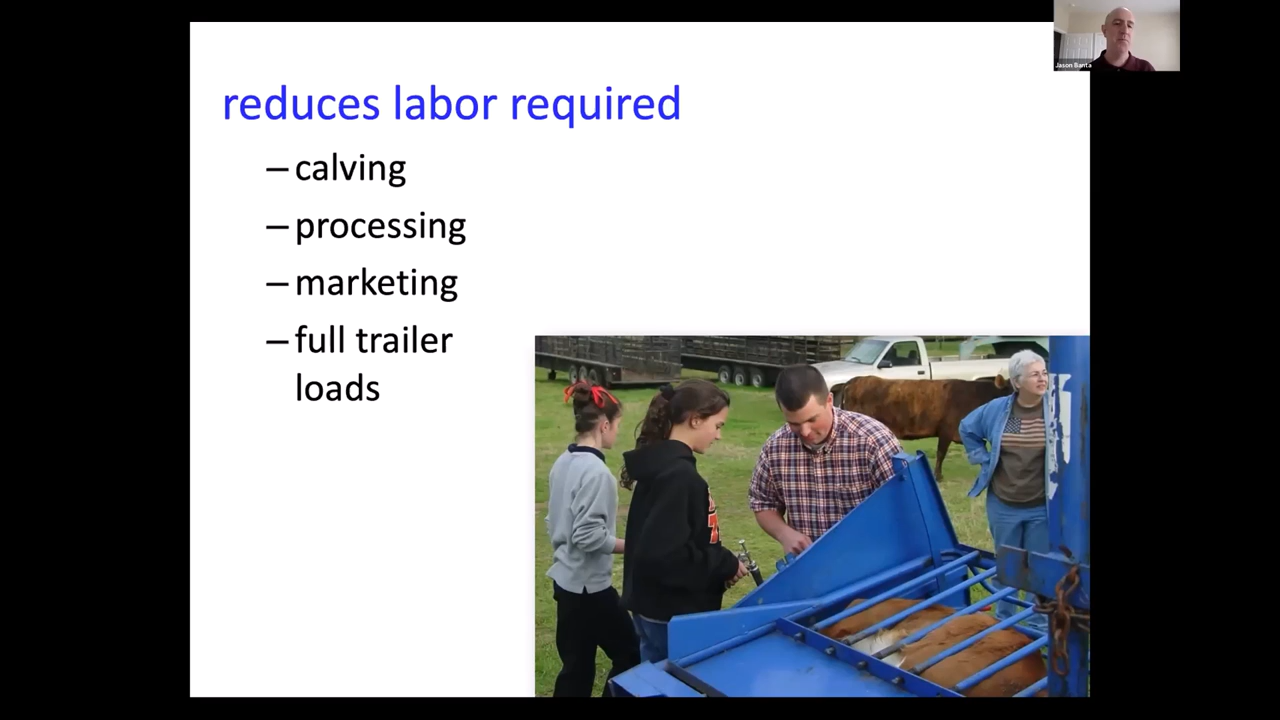 Jason Banta
reduces labor required
– calving
– processing
– marketing
– full trailer
loads